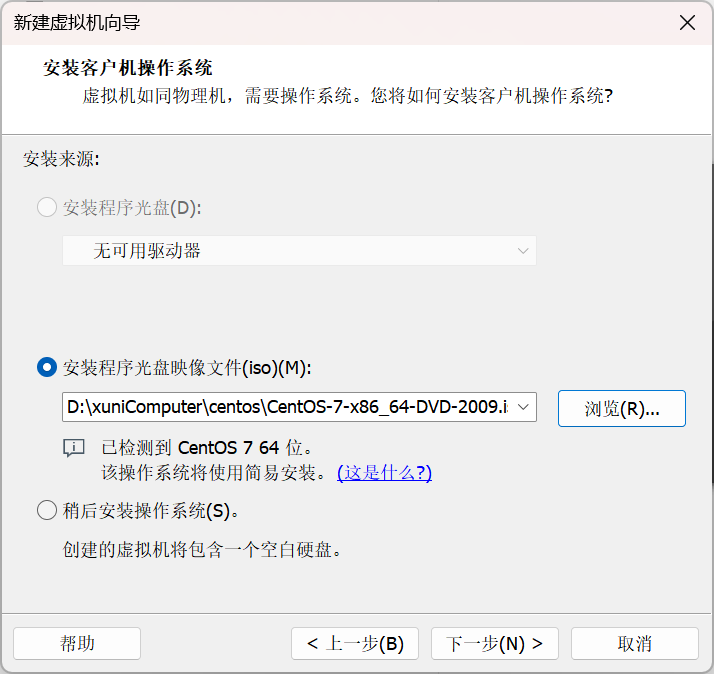 新建虚拟机向导
安装客户机操作系统
虚拟机如同物理机，需要操作系统。您将如何安装客户机操作系统?
安装来源:
安装程序光盘(D):
无可用驱动器
安装程序光盘映像文件(iso)(M):
D:\xuniComputer\centos\CentOS-7-x86_64-DVD-2009.i
浏览(R)...
已检测到 CentOS 7 64 位。
该操作系统将使用简易安装。 (这是什么?)
稍后安装操作系统(S)。
创建的虚拟机将包含一个空白硬盘。
帮助
< 上一步(B)
下一步(N) >
取消